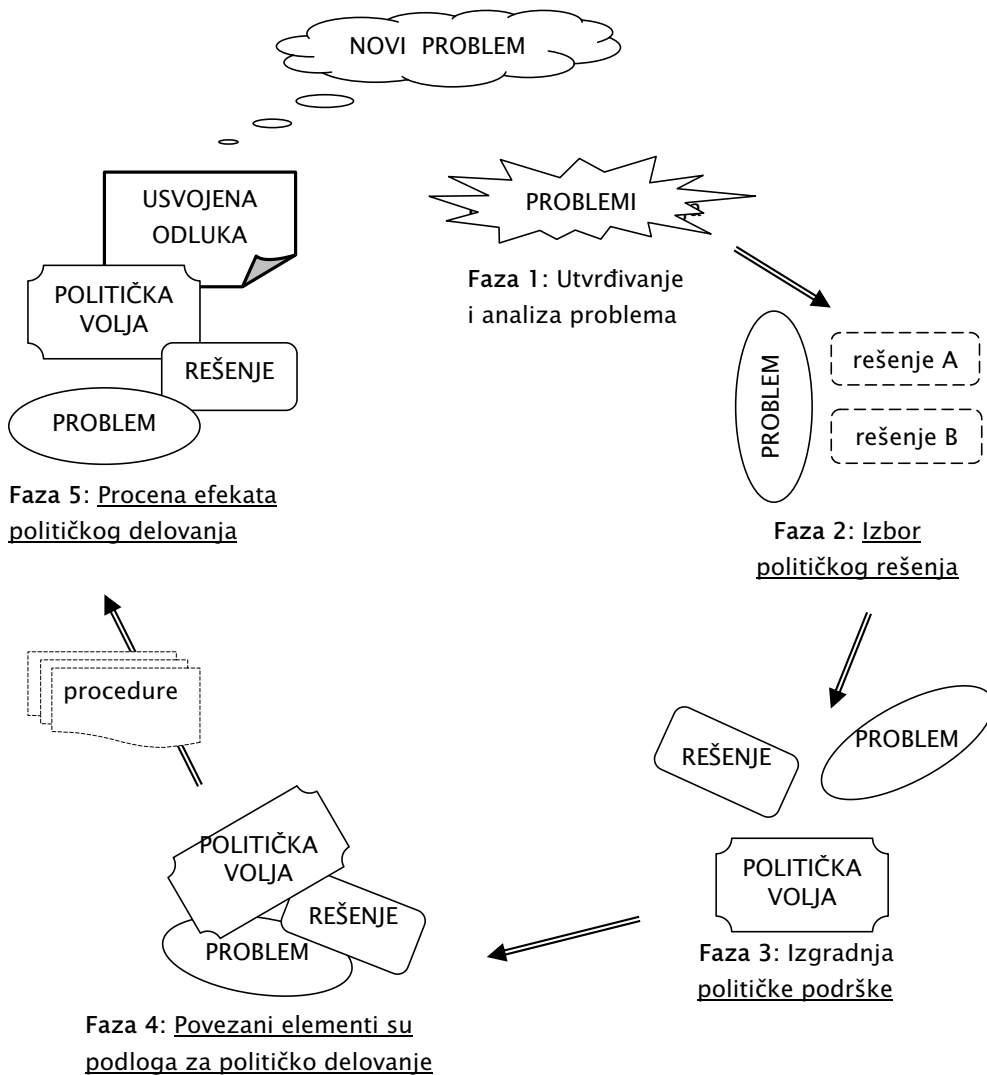 NOVI PROBLEM
PROBLEMI
Faza 1: Utvrđivanje
i analiza problema
PROBLEM
rešenje A
rešenje B
Faza 2: Izbor
političkog rešenja
REŠENJE
PROBLEM
POLITIČKA
VOLJA
Faza 3: Izgradnja
političke podrške
POLITIČKA
VOLJA
REŠENJE
PROBLEM
Faza 4: Povezani elementi su
podloga za političko delovanje
procedure
USVOJENA
ODLUKA
POLITIČKA
VOLJA
REŠENJE
PROBLEM
Faza 5: Procena efekata
političkog delovanja